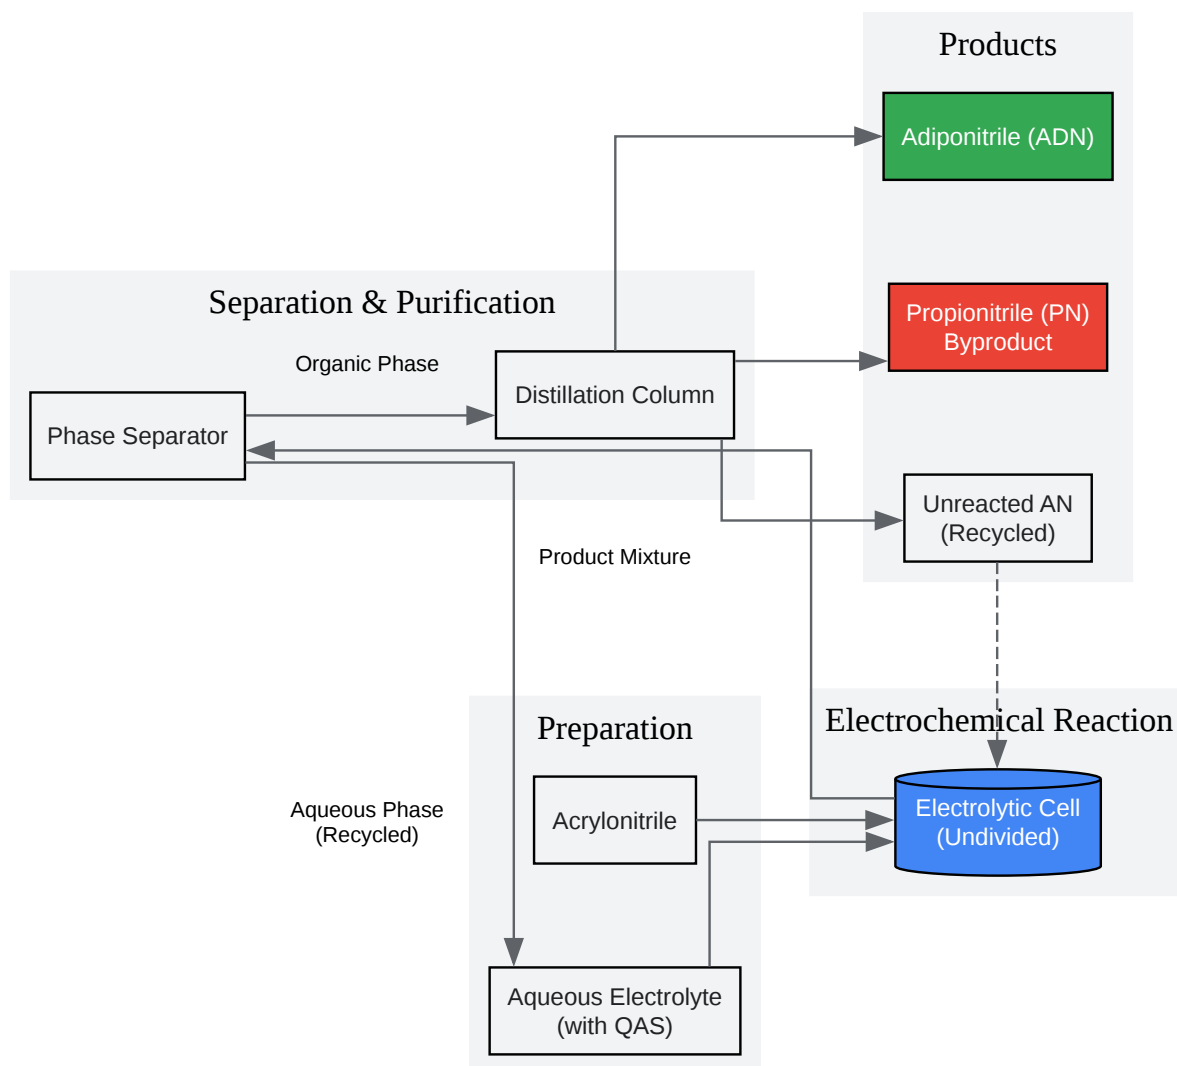 Products
Adiponitrile (ADN)
Separation & Purification
Propionitrile (PN)
Byproduct
Organic Phase
Distillation Column
Phase Separator
Unreacted AN
(Recycled)
Product Mixture
Preparation
Electrochemical Reaction
Aqueous Phase
(Recycled)
Acrylonitrile
Electrolytic Cell
(Undivided)
Aqueous Electrolyte
(with QAS)